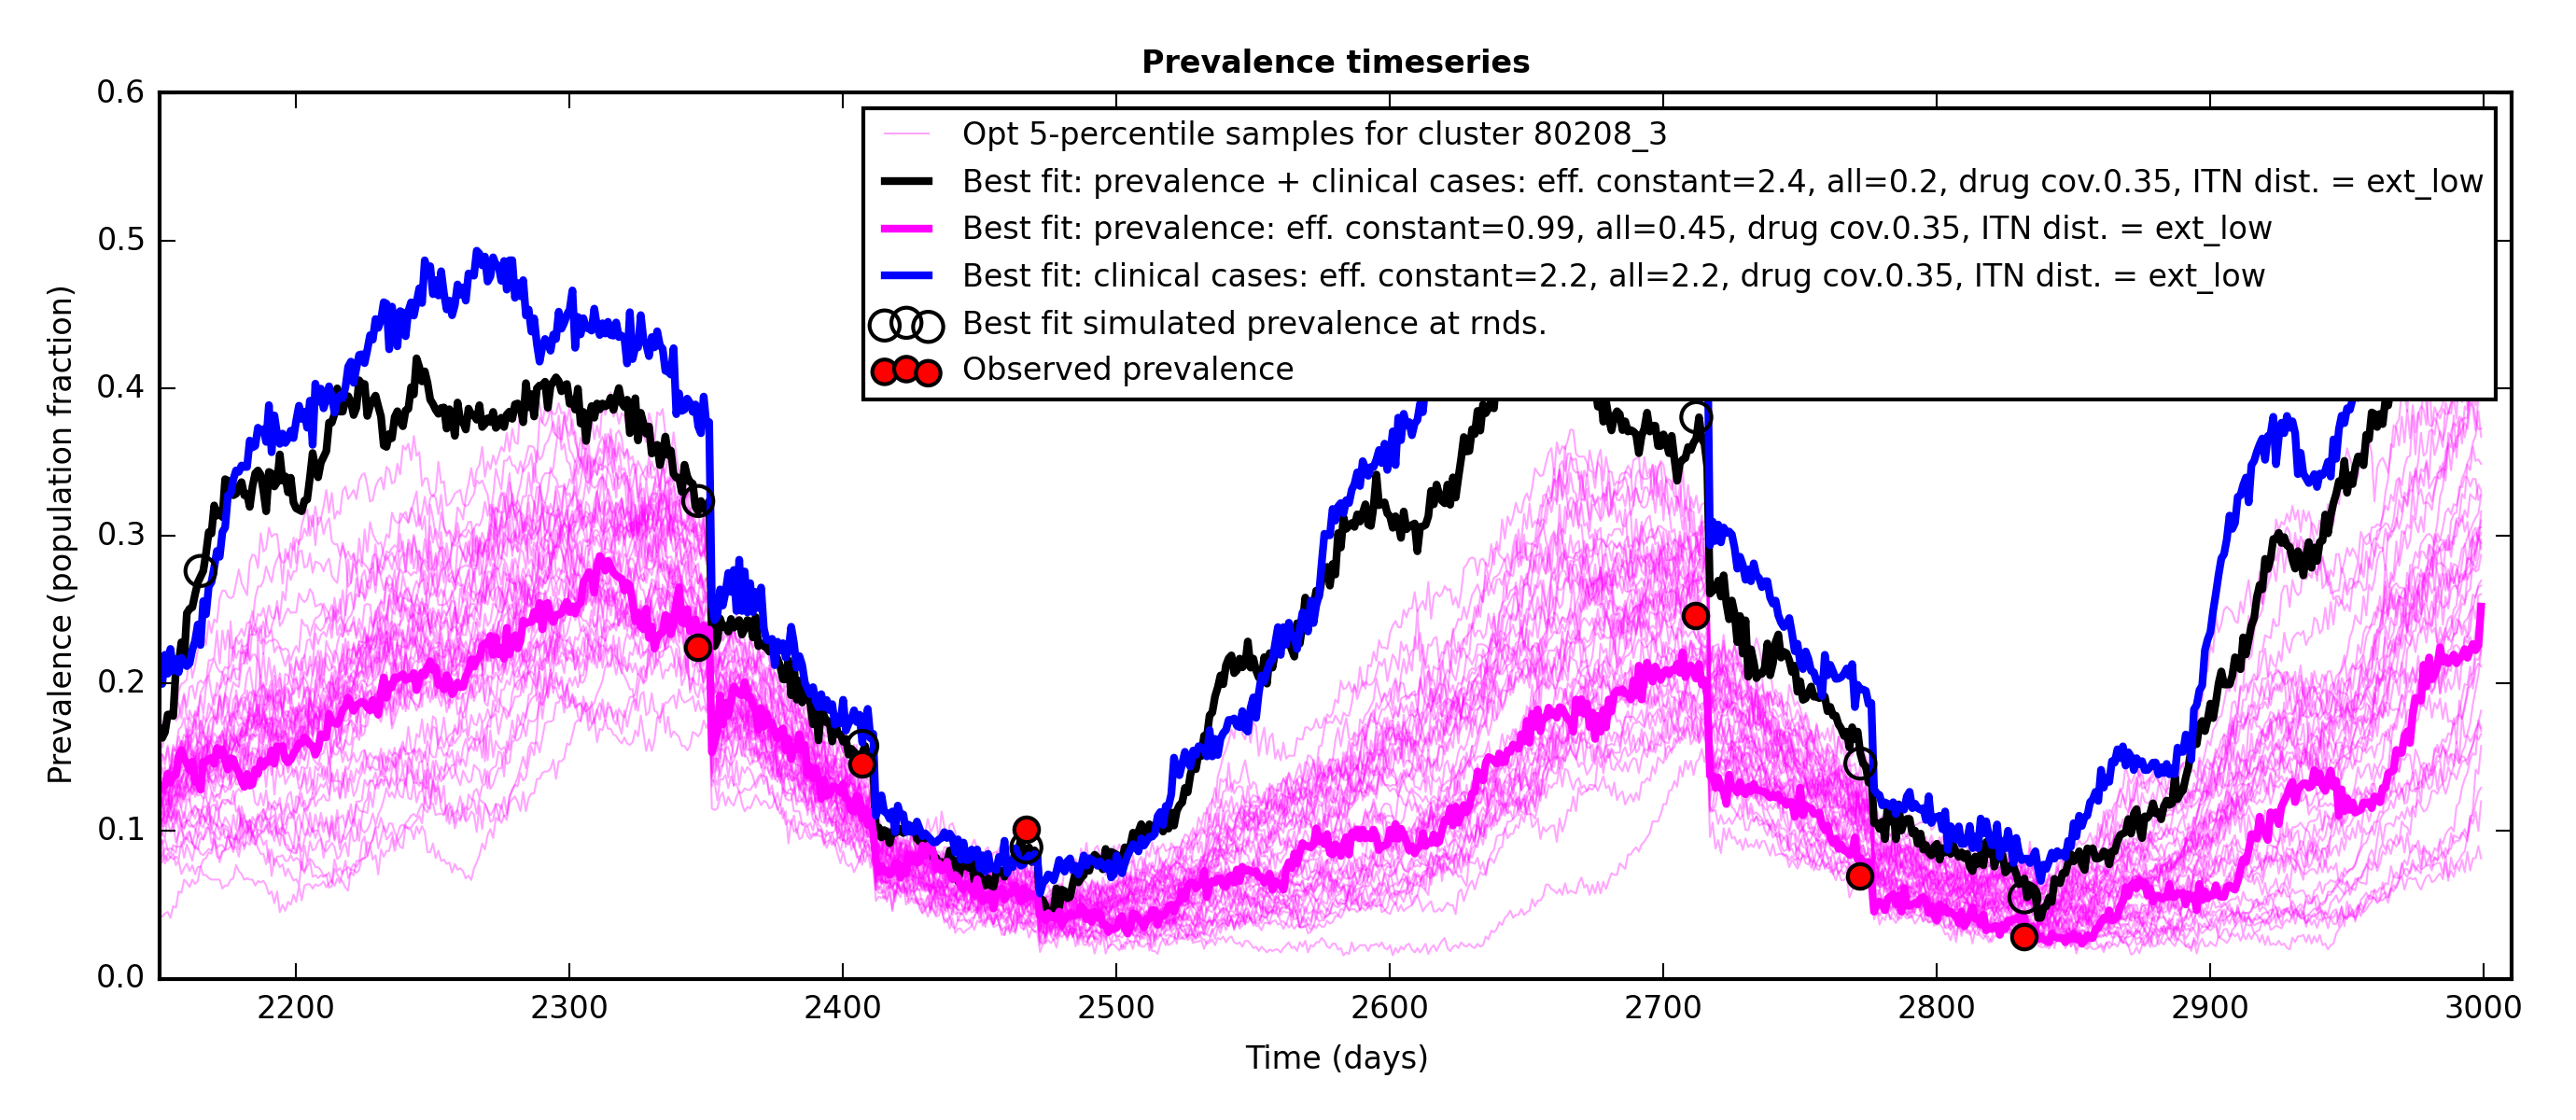 Prevalence timeseries
Opt 5-percentile samples for cluster 80208_3
Best fit: prevalence + clinical cases: eff. constant=2.4, all=0.2, drug cov.0.35, ITN dist. = ext_low
Best fit: prevalence: eff. constant=0.99, all=0.45, drug cov.0.35, ITN dist. = ext_low
Best fit: clinical cases: eff. constant=2.2, all=2.2, drug cov.0.35, ITN dist. = ext_low
Best fit simulated prevalence at rnds.
Observed prevalence
Prevalence (population fraction)
0.6
0.5
0.4
0.3
0.2
0.1
0.0
2200 2300 2400 2500 2600 2700 2800 2900 3000
Time (days)